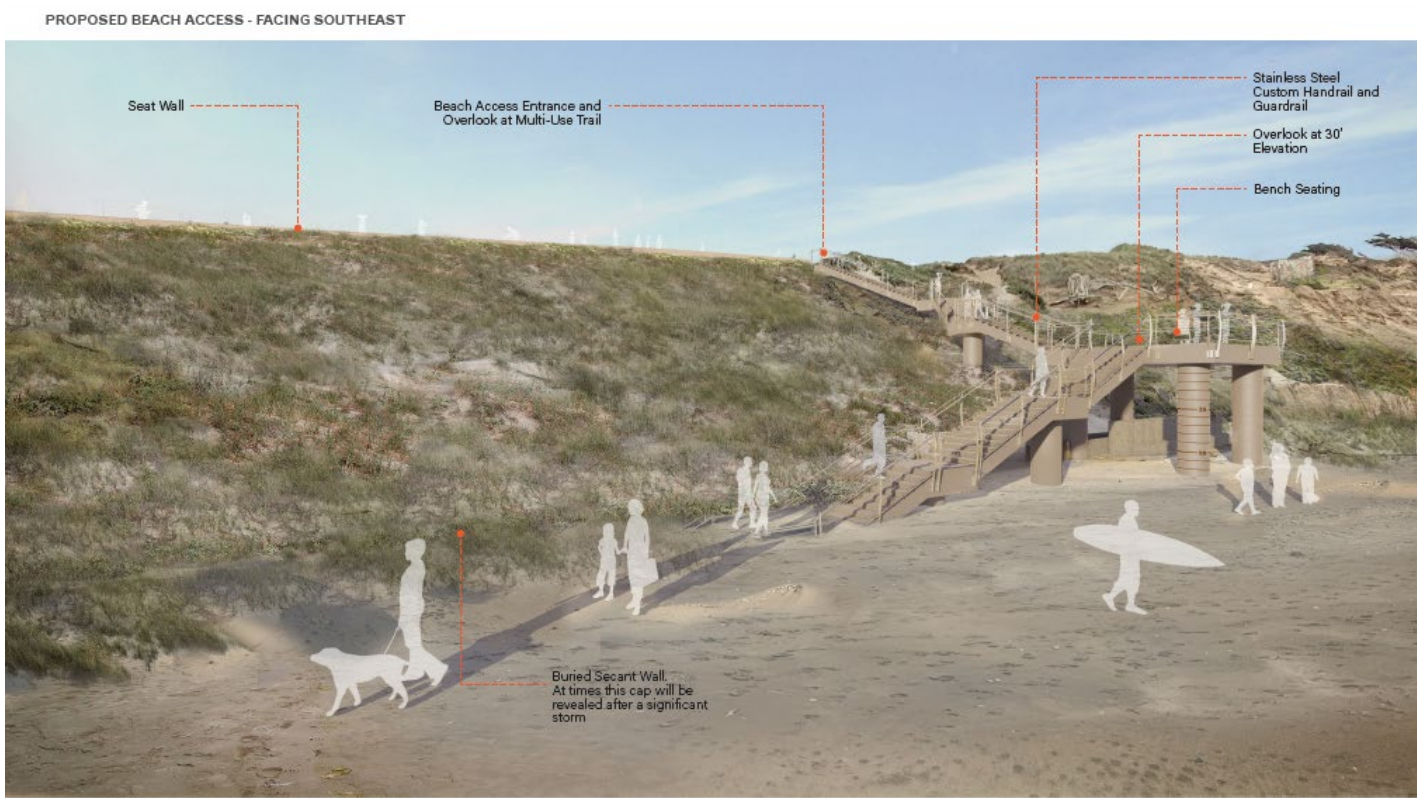 PROPOSED BEACH ACCESS - FACING SOUTHEAST
Seat Wall
Beach Access Entrance and
Overlook at Multi-Use Trail
Stainless Steel
Custom Handrail and
Guardrail
Overlook at 30'
Elevation
Bench Seating
Buried Secant Wall.
At times this cap will be
revealed after a significant
storm